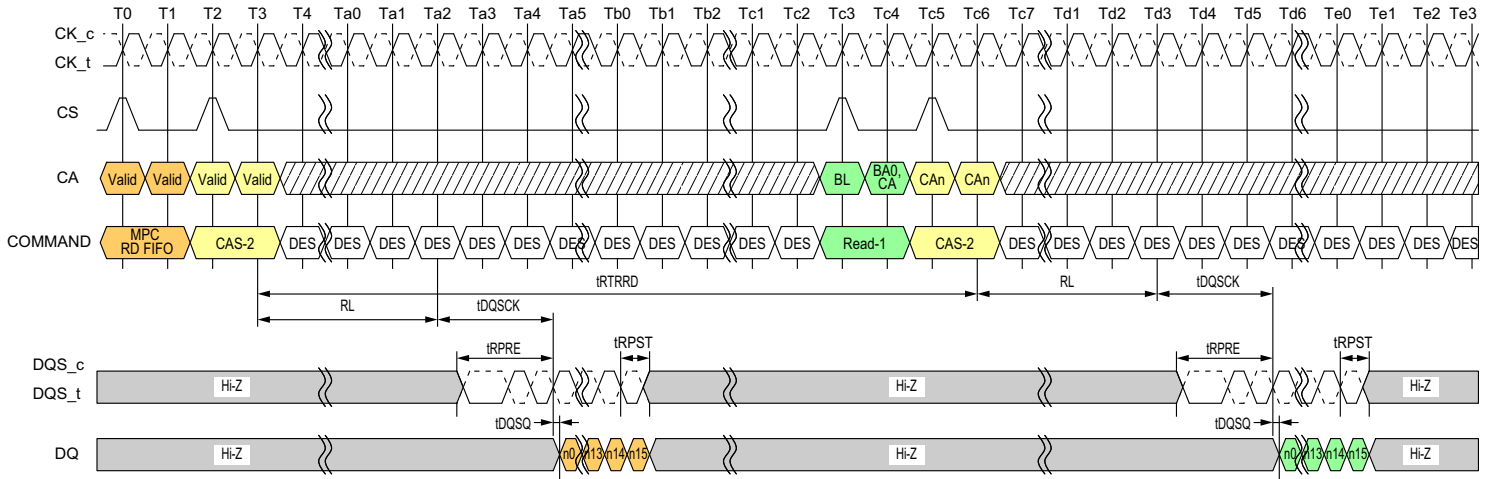 T0 T1 T2 T3 T4 Ta0 Ta1 Ta2 Ta3 Ta4 Ta5 Tb0 Tb1 Tb2 Tc1 Tc2 Tc3 Tc4 Tc5 Tc6 Tc7 Td1 Td2 Td3 Td4 Td5 Td6 Te0 Te1 Te2 Te3
CK_c
CK_t
CS
CA Valid Valid Valid Valid BL BA0, CA CAn CAn
COMMAND MPC RD FIFO CAS-2 DES DES DES DES DES DES DES DES DES DES DES DES Read-1 CAS-2 DES DES DES DES DES DES DES DES DES DES DES
tRTRRD
RL tDQSCK RL tDQSCK
tRPRE tRPST tRPRE tRPST
DQS_c
DQS_t Hi-Z Hi-Z Hi-Z
tDQSQ tDQSQ
DQ Hi-Z n0 n13 n14 n15 Hi-Z n0 n13 n14 n15 Hi-Z